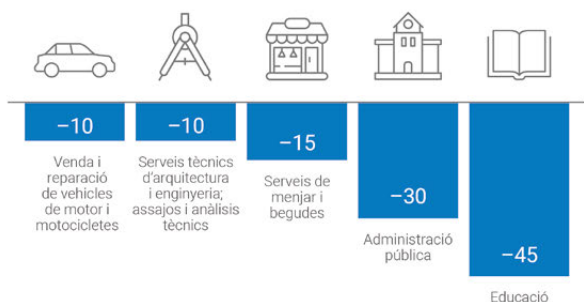 –10
Venda i
reparació
de vehicles
de motor i
motocicletes
–10
Serveis tècnics
d'arquitectura
i enginyeria;
assajos i anàlisis
tècnics
–15
Serveis de
menjar i
begudes
–30
Administració
pública
–45
Educació